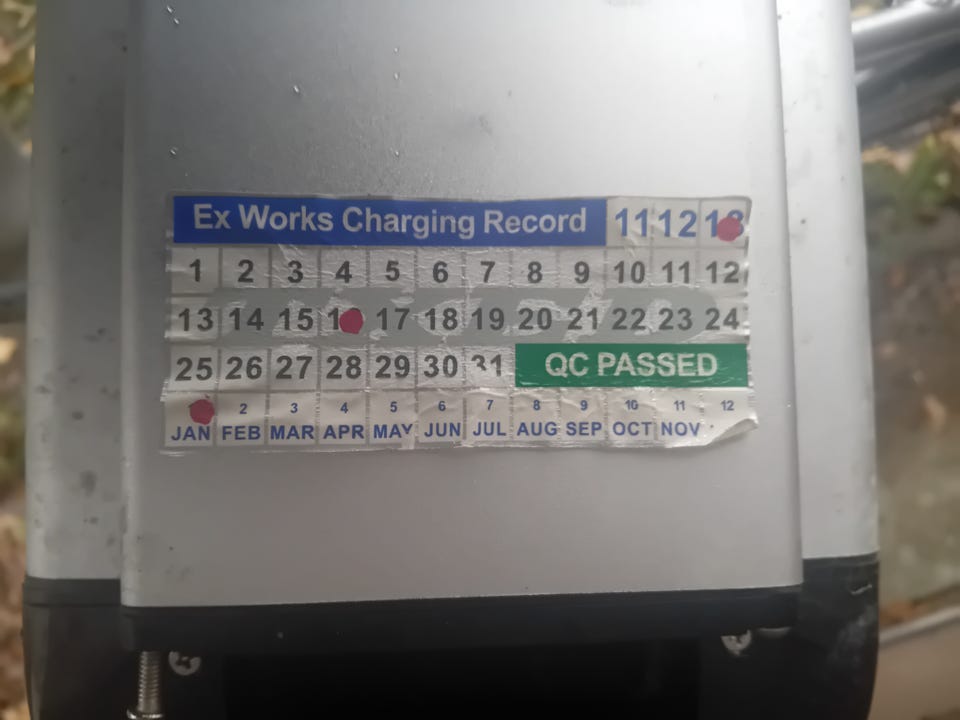 Ex Works Charging Record 11 12 13
1 2 3 4 5 6 7 8 9 10 11 12
13 14 15 1 17 18 19 20 21 22 23 24
25 26 27 28 29 30 31 QC PASSED
2 3 4 5 6 7 8 9 10 11 12
JAN FEB MAR APR MAY JUN JUL AUG SEP OCT NOV